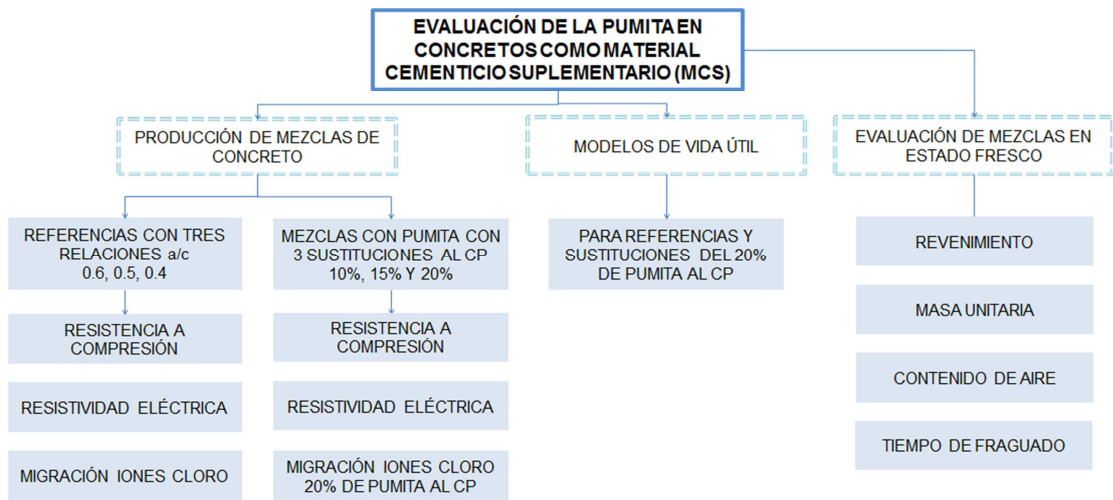 EVALUACIÓN DE LA PUMITA EN
CONCRETOS COMO MATERIAL
CEMENTICIO SUPLEMENTARIO (MCS)
PRODUCCIÓN DE MEZCLAS DE
CONCRETO
MODELOS DE VIDA ÚTIL
EVALUACIÓN DE MEZCLAS EN
ESTADO FRESCO
REFERENCIAS CON TRES
RELACIONES a/c
0.6, 0.5, 0.4
MEZCLAS CON PUMITA CON
3 SUSTITUCIONES AL CP
10%, 15% Y 20%
PARA REFERENCIAS Y
SUSTITUCIONES DEL 20%
DE PUMITA AL CP
REVENIMIENTO
RESISTENCIA A
COMPRESIÓN
RESISTENCIA A
COMPRESIÓN
MASA UNITARIA
RESISTIVIDAD ELÉCTRICA
RESISTIVIDAD ELÉCTRICA
CONTENIDO DE AIRE
MIGRACIÓN IONES CLORO
MIGRACIÓN IONES CLORO
20% DE PUMITA AL CP
TIEMPO DE FRAGUADO